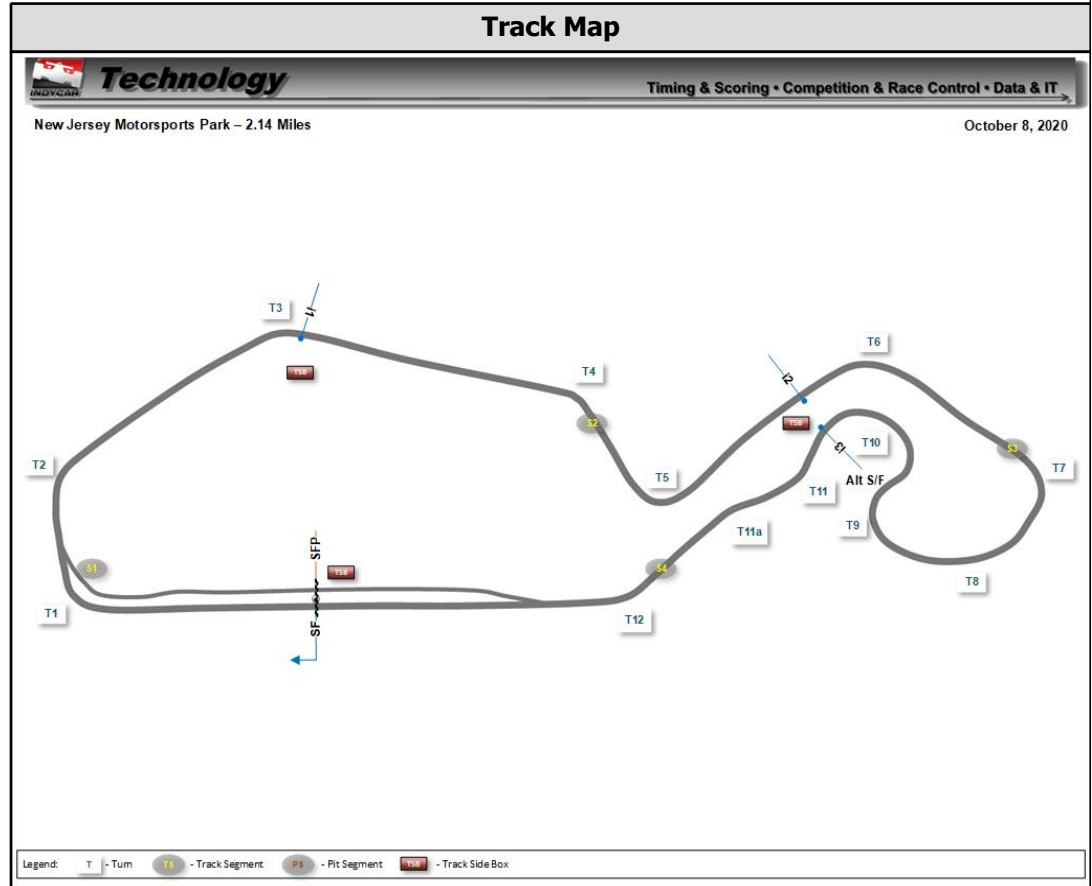 Track Map
INDYCAR Technology
Timing & Scoring • Competition & Race Control • Data & IT
New Jersey Motorsports Park – 2.14 Miles
October 8, 2020
T3
i1
TSB
T4
S2
T6
i2
TSB
T10
i3
Alt S/F
S3
T7
T2
T5
T11
T9
T11a
S1
SFP
TSB
S4
T8
T1
SF
T12
Legend: T - Turn TS - Track Segment PS - Pit Segment TSB - Track Side Box